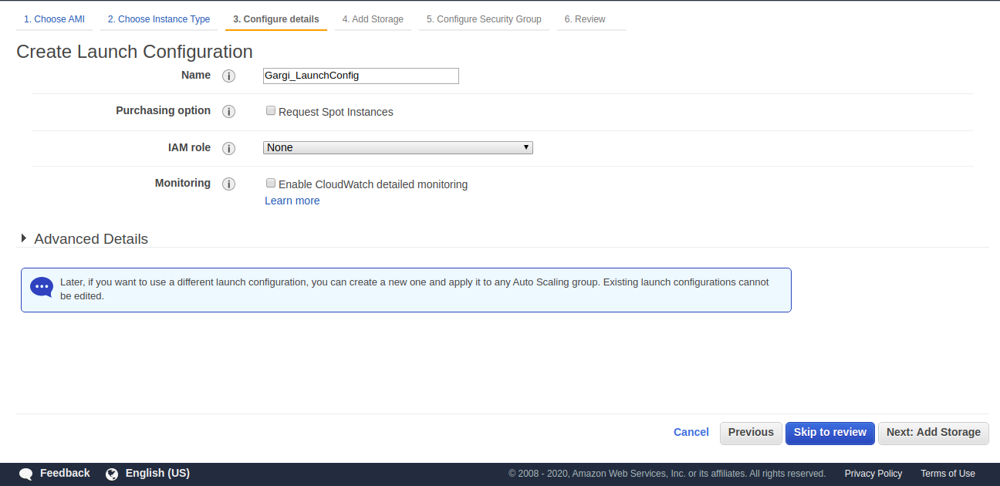 1. Choose AMI 2. Choose Instance Type 3. Configure details 4. Add Storage 5. Configure Security Group 6. Review
Create Launch Configuration
Name i Gargi_LaunchConfig
Purchasing option i Request Spot Instances
IAM role i None
Monitoring i Enable CloudWatch detailed monitoring
Learn more
Advanced Details
Later, if you want to use a different launch configuration, you can create a new one and apply it to any Auto Scaling group. Existing launch configurations cannot
be edited.
Cancel Previous Skip to review Next: Add Storage
Feedback English (US) © 2008 - 2020, Amazon Web Services, Inc. or its affiliates. All rights reserved. Privacy Policy Terms of Use